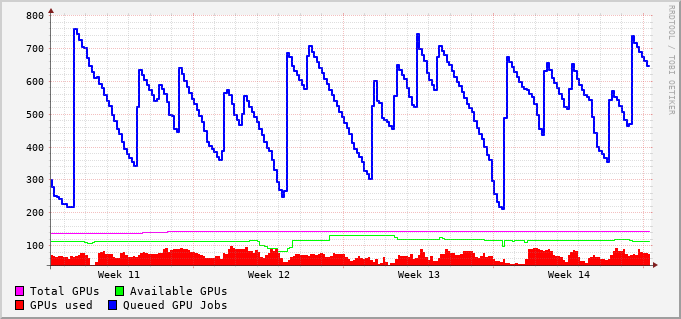 800
700
600
500
400
300
200
100
Week 11 Week 12 Week 13 Week 14
Total GPUs Available GPUs
GPUs used Queued GPU Jobs
RRDTOOL / TOBI OETIKER